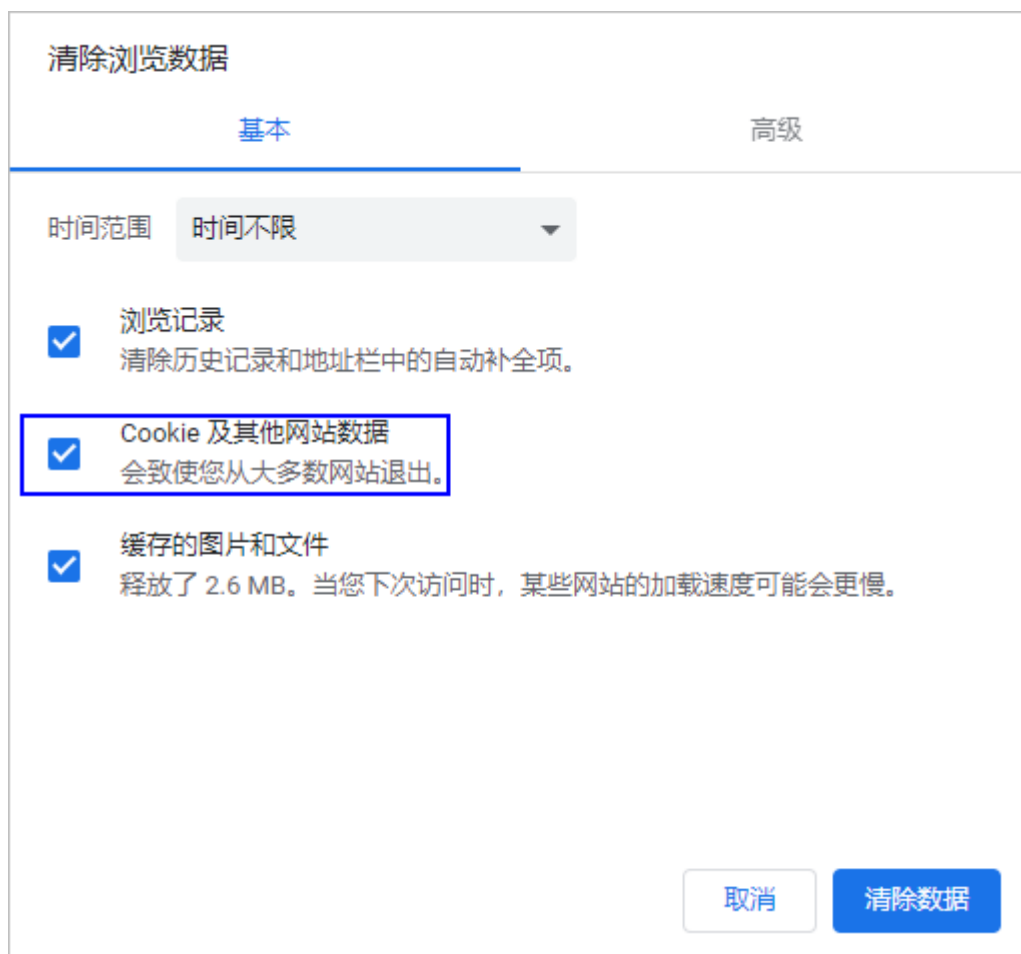 清除浏览数据
基本
高级
时间范围
时间不限
浏览记录
清除历史记录和地址栏中的自动补全项。
Cookie 及其他网站数据
会致使您从大多数网站退出。
缓存的图片和文件
释放了 2.6 MB。当您下次访问时，某些网站的加载速度可能会更慢。
取消
清除数据